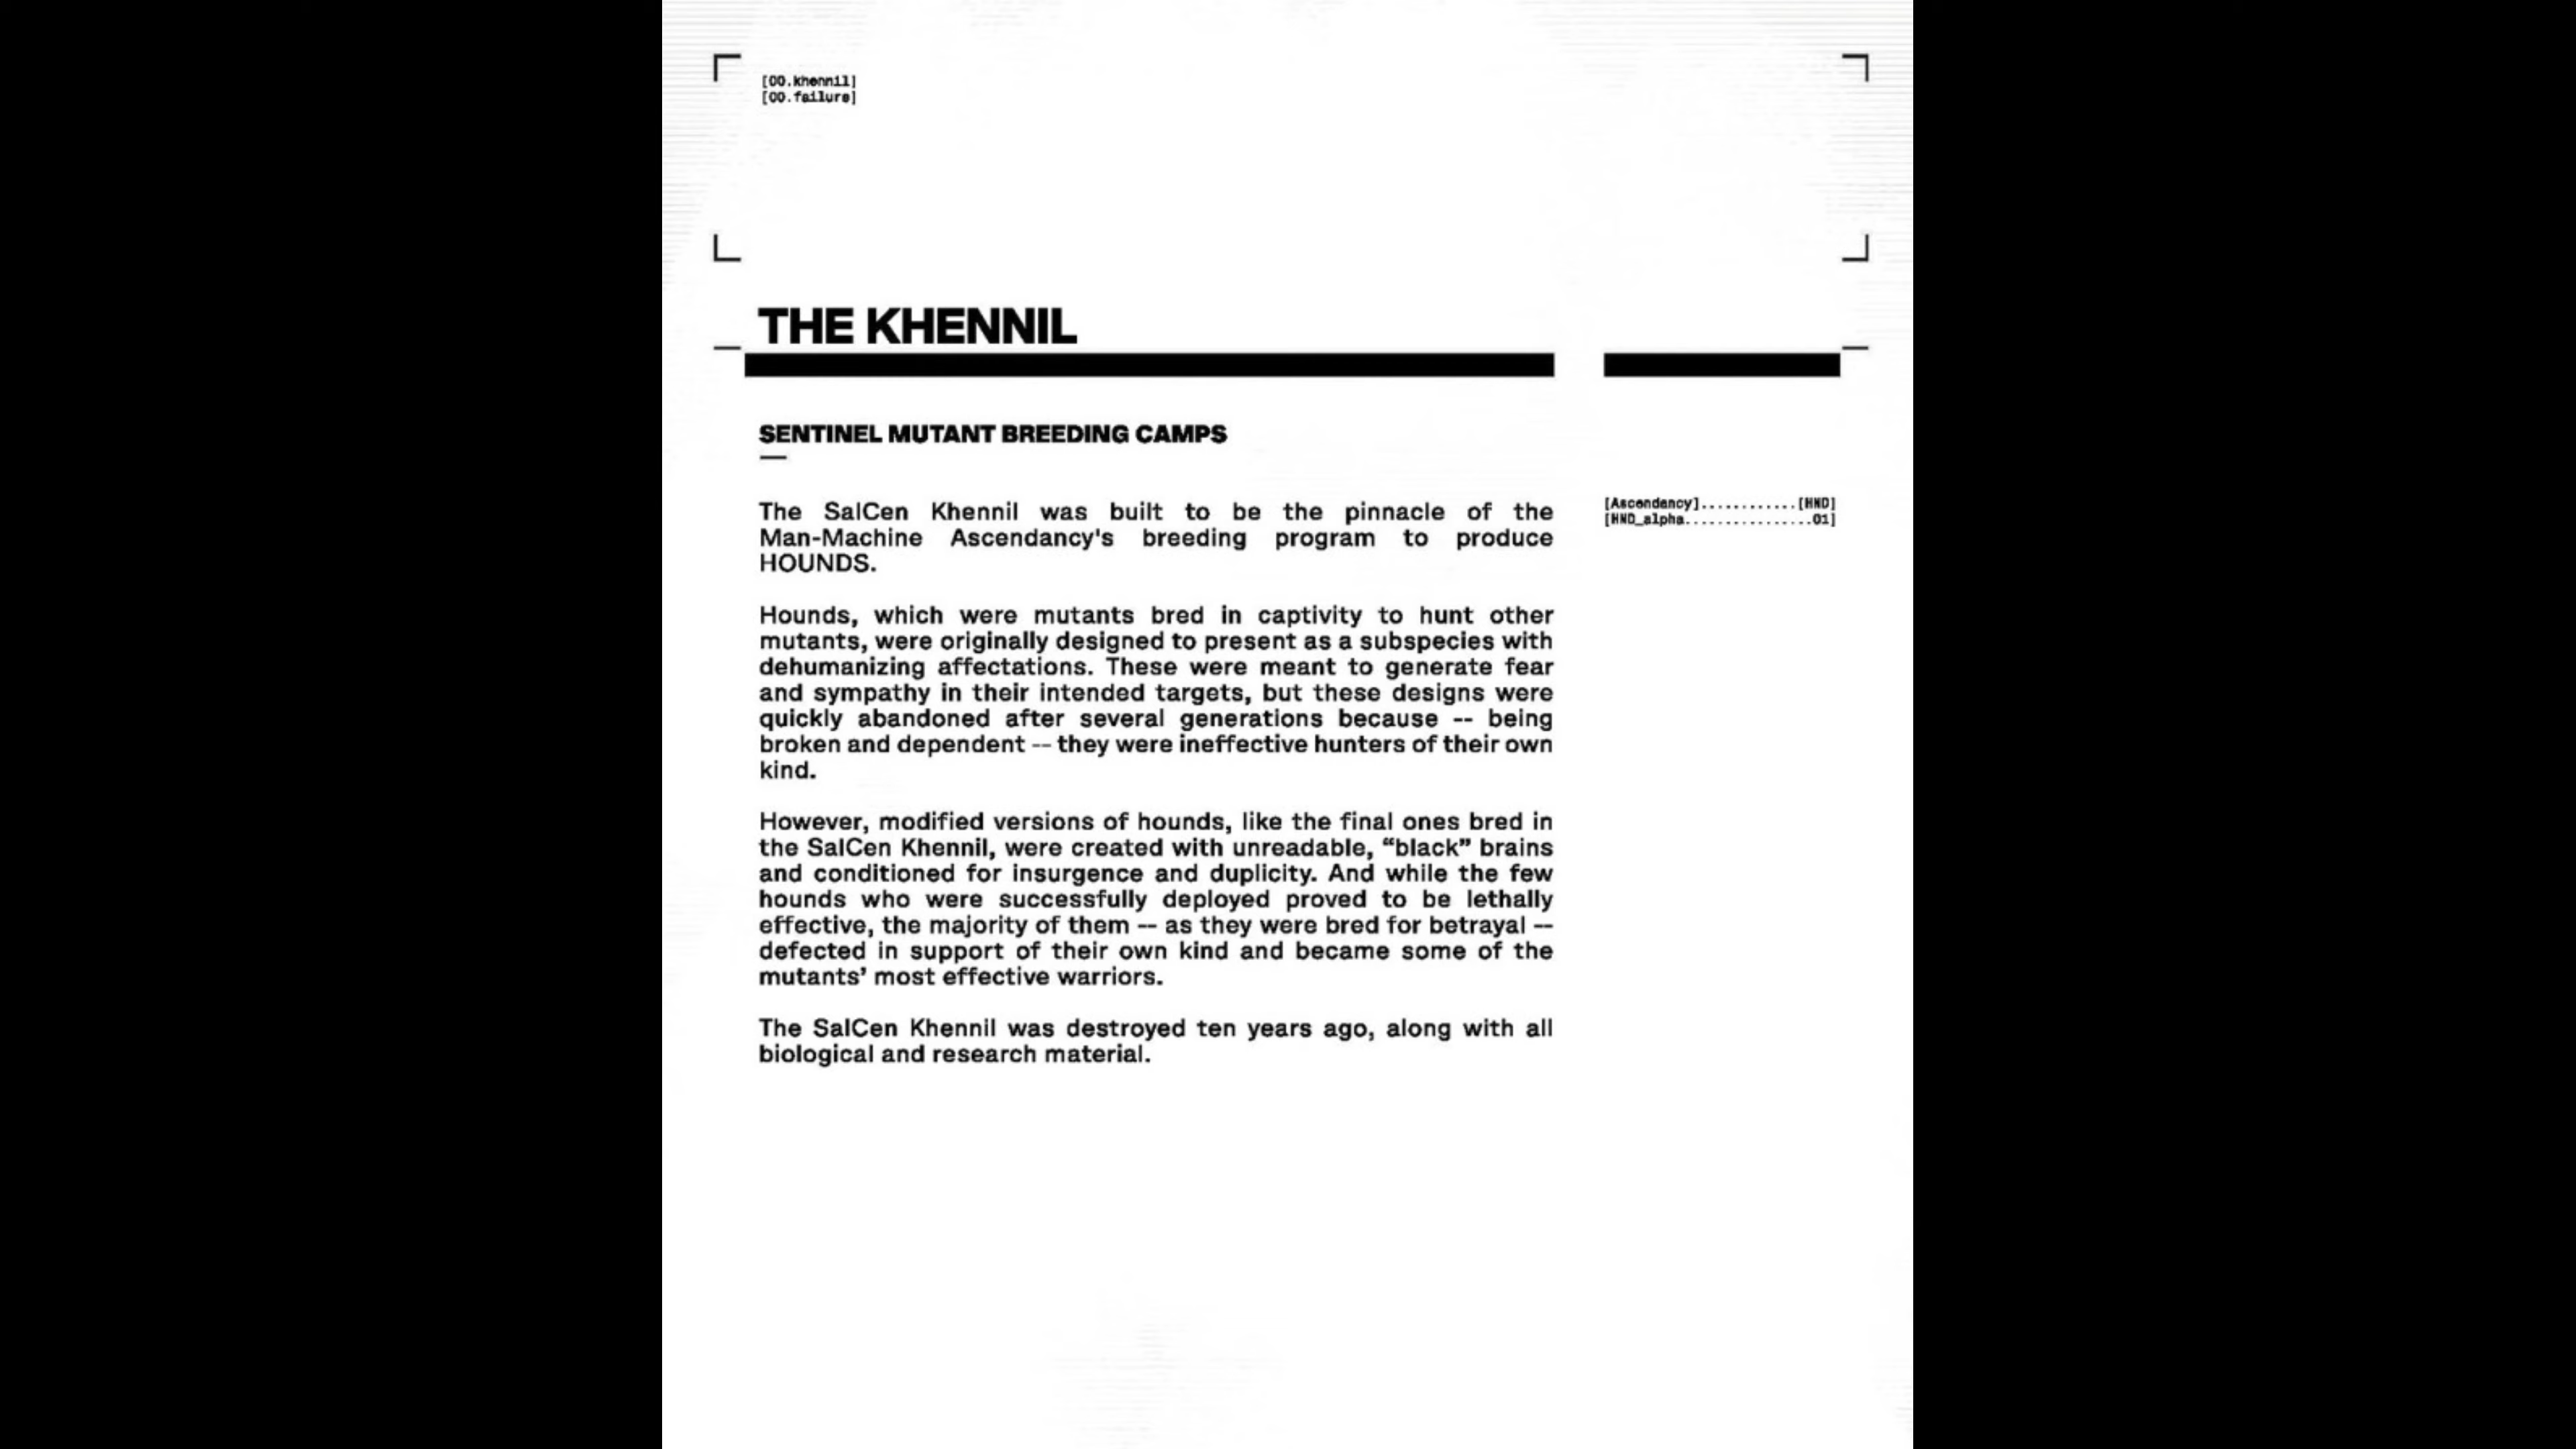 [00.khennil]
[00.failure]
THE KHENNIL
SENTINEL MUTANT BREEDING CAMPS
The SalCen Khennil was built to be the pinnacle of the
Man-Machine Ascendancy's breeding program to produce
HOUNDS.
Hounds, which were mutants bred in captivity to hunt other
mutants, were originally designed to present as a subspecies with
dehumanizing affectations. These were meant to generate fear
and sympathy in their intended targets, but these designs were
quickly abandoned after several generations because -- being
broken and dependent -- they were ineffective hunters of their own
kind.
However, modified versions of hounds, like the final ones bred in
the SalCen Khennil, were created with unreadable, “black” brains
and conditioned for insurgence and duplicity. And while the few
hounds who were successfully deployed proved to be lethally
effective, the majority of them -- as they were bred for betrayal --
defected in support of their own kind and became some of the
mutants’ most effective warriors.
The SalCen Khennil was destroyed ten years ago, along with all
biological and research material.
[Ascendancy]............[HND]
[HND_alpha................01]